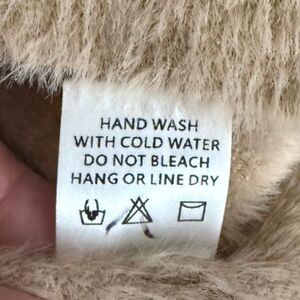 HAND WASH
WITH COLD WATER
DO NOT BLEACH
HANG OR LINE DRY